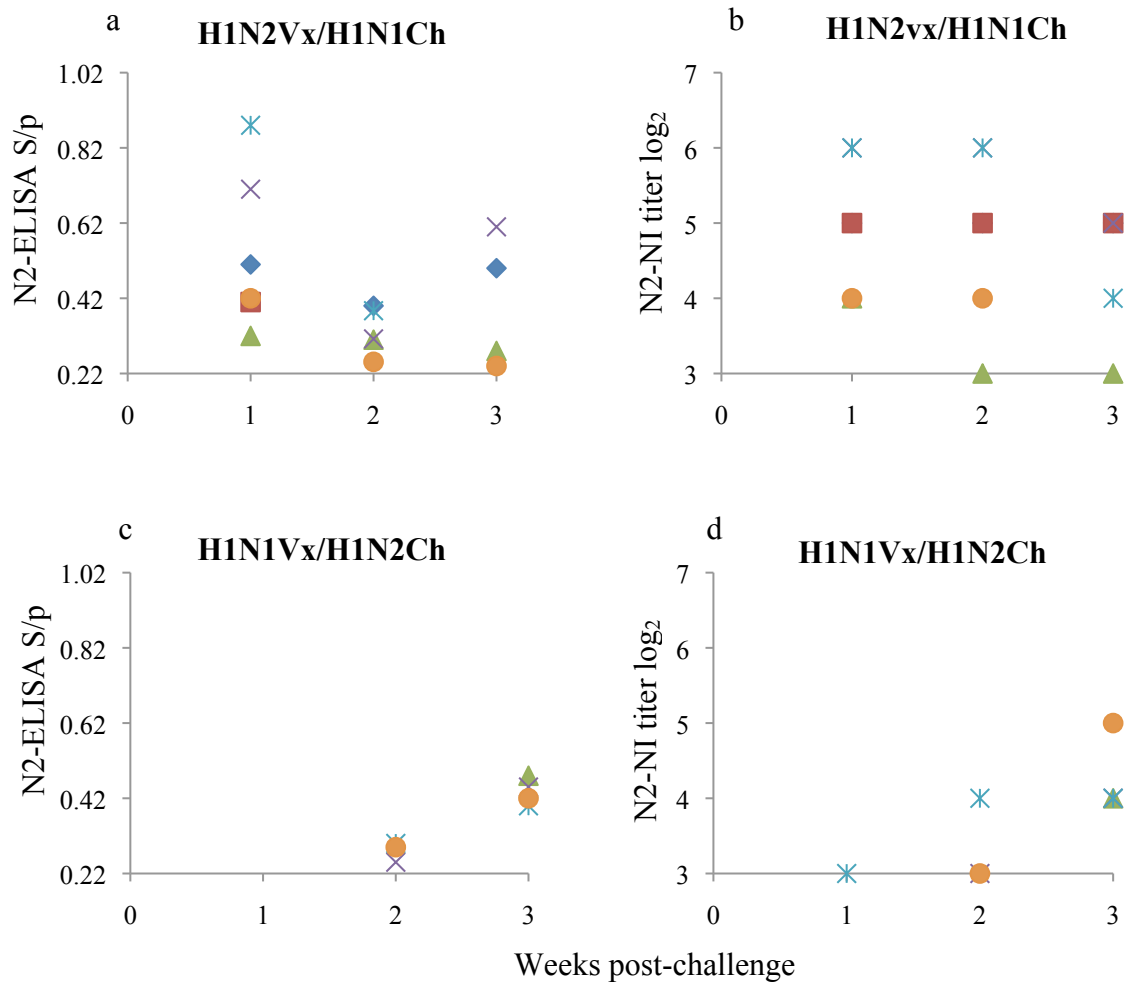 a
H1N2Vx/H1N1Ch
N2-ELISA S/p
1.02
0.82
0.62
0.42
0.22
0 1 2 3
b
H1N2vx/H1N1Ch
N2-NI titer log₂
7
6
5
4
3
0 1 2 3
c
H1N1Vx/H1N2Ch
N2-ELISA S/p
1.02
0.82
0.62
0.42
0.22
0 1 2 3
d
H1N1Vx/H1N2Ch
N2-NI titer log₂
7
6
5
4
3
0 1 2 3
Weeks post-challenge